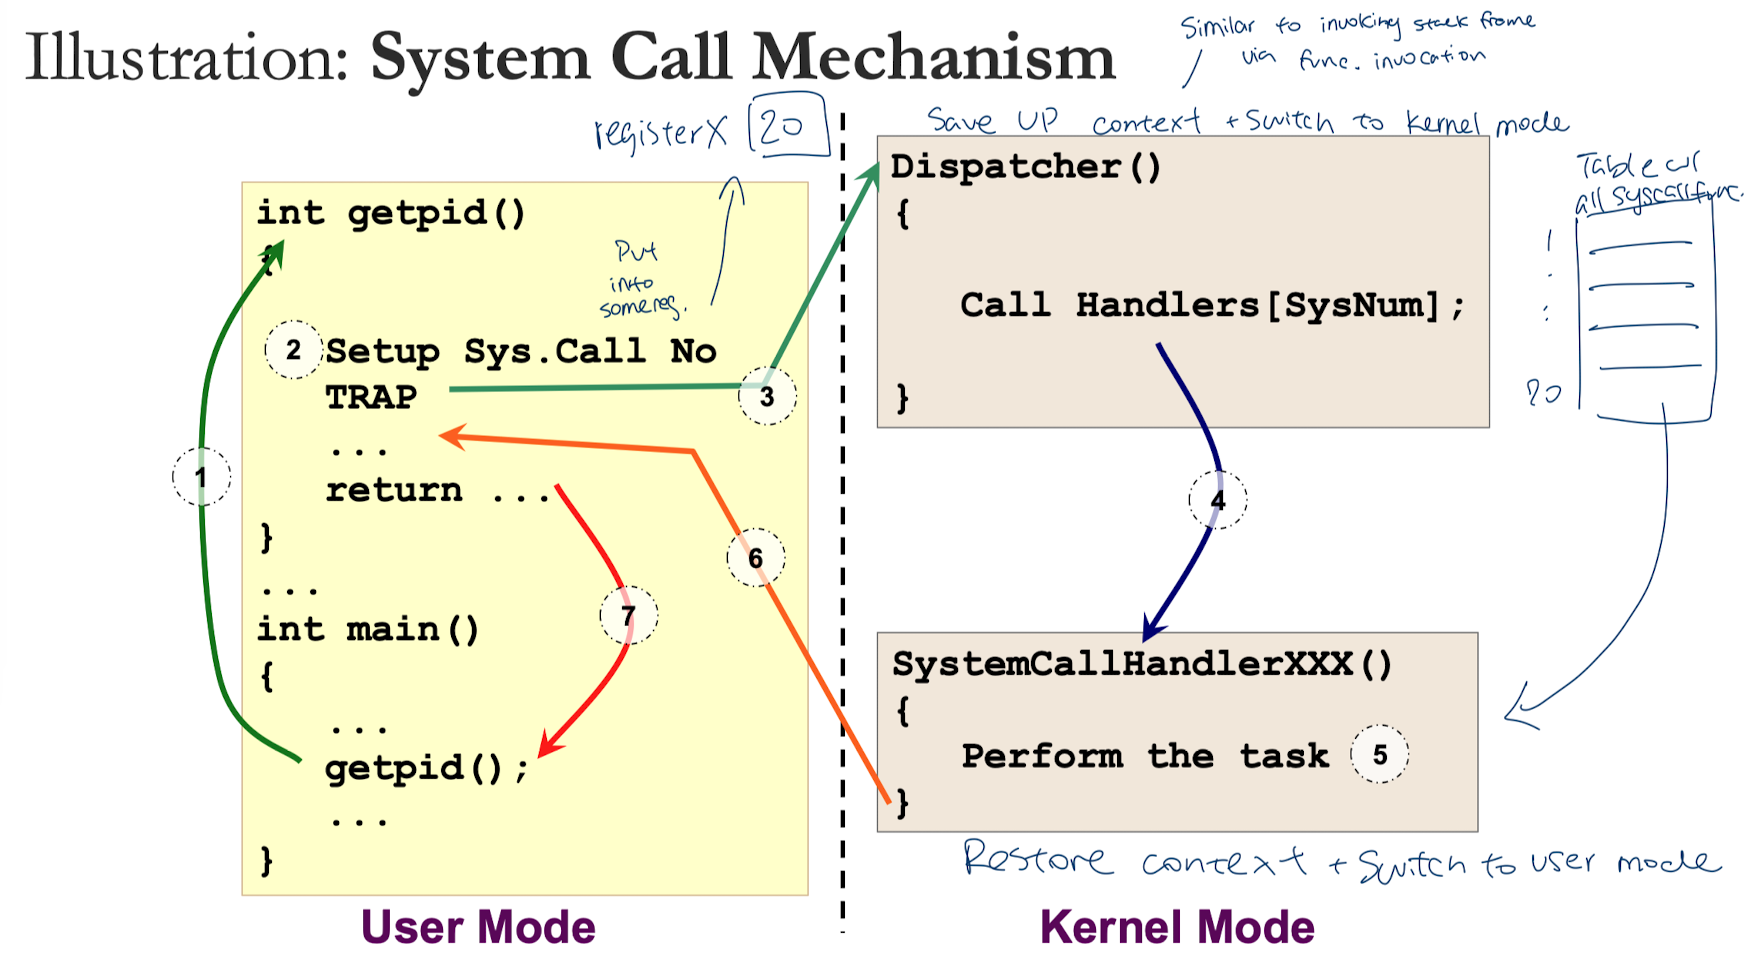 Illustration: System Call Mechanism
Similar to invoking stack frame
via func. invocation
registerX 20
Save up context + Switch to kernel mode
int getpid()
{
Put
into
some reg.
2 Setup Sys.Call No
TRAP
3
...
return ...
}
...
int main()
{
...
getpid();
...
}
1
6
7
User Mode
Dispatcher()
{
Call Handlers[SysNum];
}
Table w/
all syscall func.
1
:
:
20
4
SystemCallHandlerXXX()
{
Perform the task 5
}
Restore context + Switch to user mode
Kernel Mode